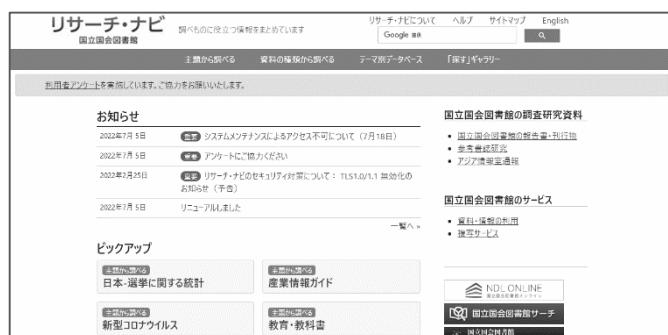 リサーチ・ナビ
国立国会図書館
調べものに役立つ情報をまとめています
リサーチ・ナビについて ヘルプ サイトマップ English
Google 検索
主題から調べる 資料の種類から調べる テーマ別データベース 「探す」ギャラリー
利用者アンケートを実施しています。ご協力をお願いいたします。
お知らせ
2022年7月 5日 重要 システムメンテナンスによるアクセス不可について（7月18日）
2022年7月 5日 重要 アンケートにご協力ください
2022年2月25日 重要 リサーチ・ナビのセキュリティ対策について： TLS1.0/1.1 無効化の
お知らせ（予告）
2022年7月 5日 リニューアルしました
一覧へ »
ピックアップ
主題から調べる
日本-選挙に関する統計
主題から調べる
産業情報ガイド
主題から調べる
新型コロナウイルス
主題から調べる
教育・教科書
国立国会図書館の調査研究資料
国立国会図書館の報告書・刊行物
参考書誌研究
アジア情報室通報
国立国会図書館のサービス
資料・情報の利用
複写サービス
NDL ONLINE
国立国会図書館サーチ
国立国会図書館